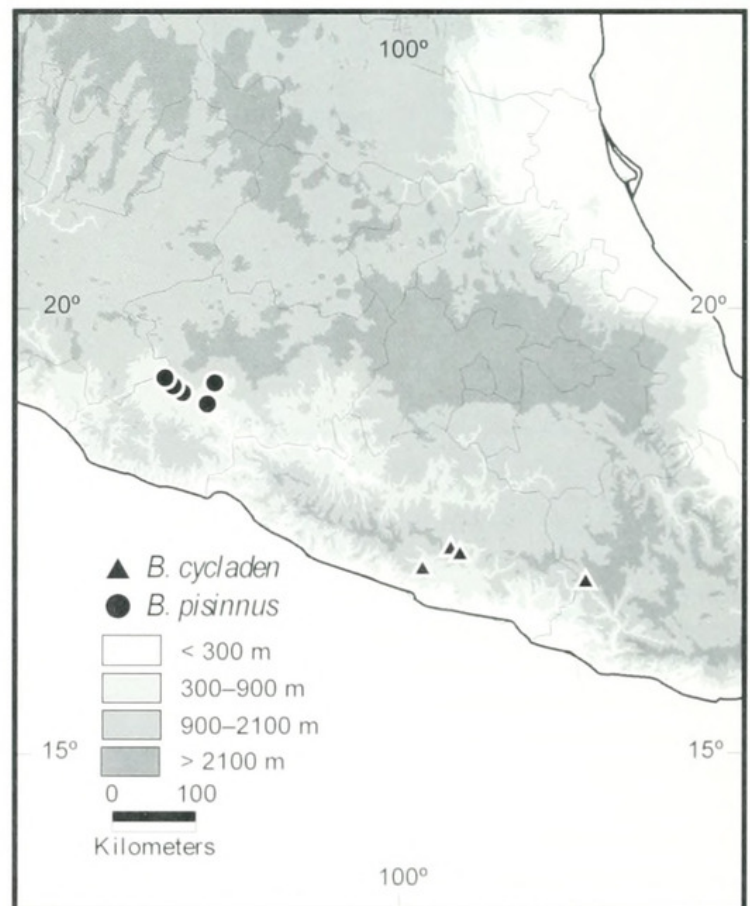 100º
20º 20º
B. cycladen
B. pisinnus
< 300 m
300–900 m
900–2100 m
> 2100 m
15º 15º
0 100
Kilometers
100º